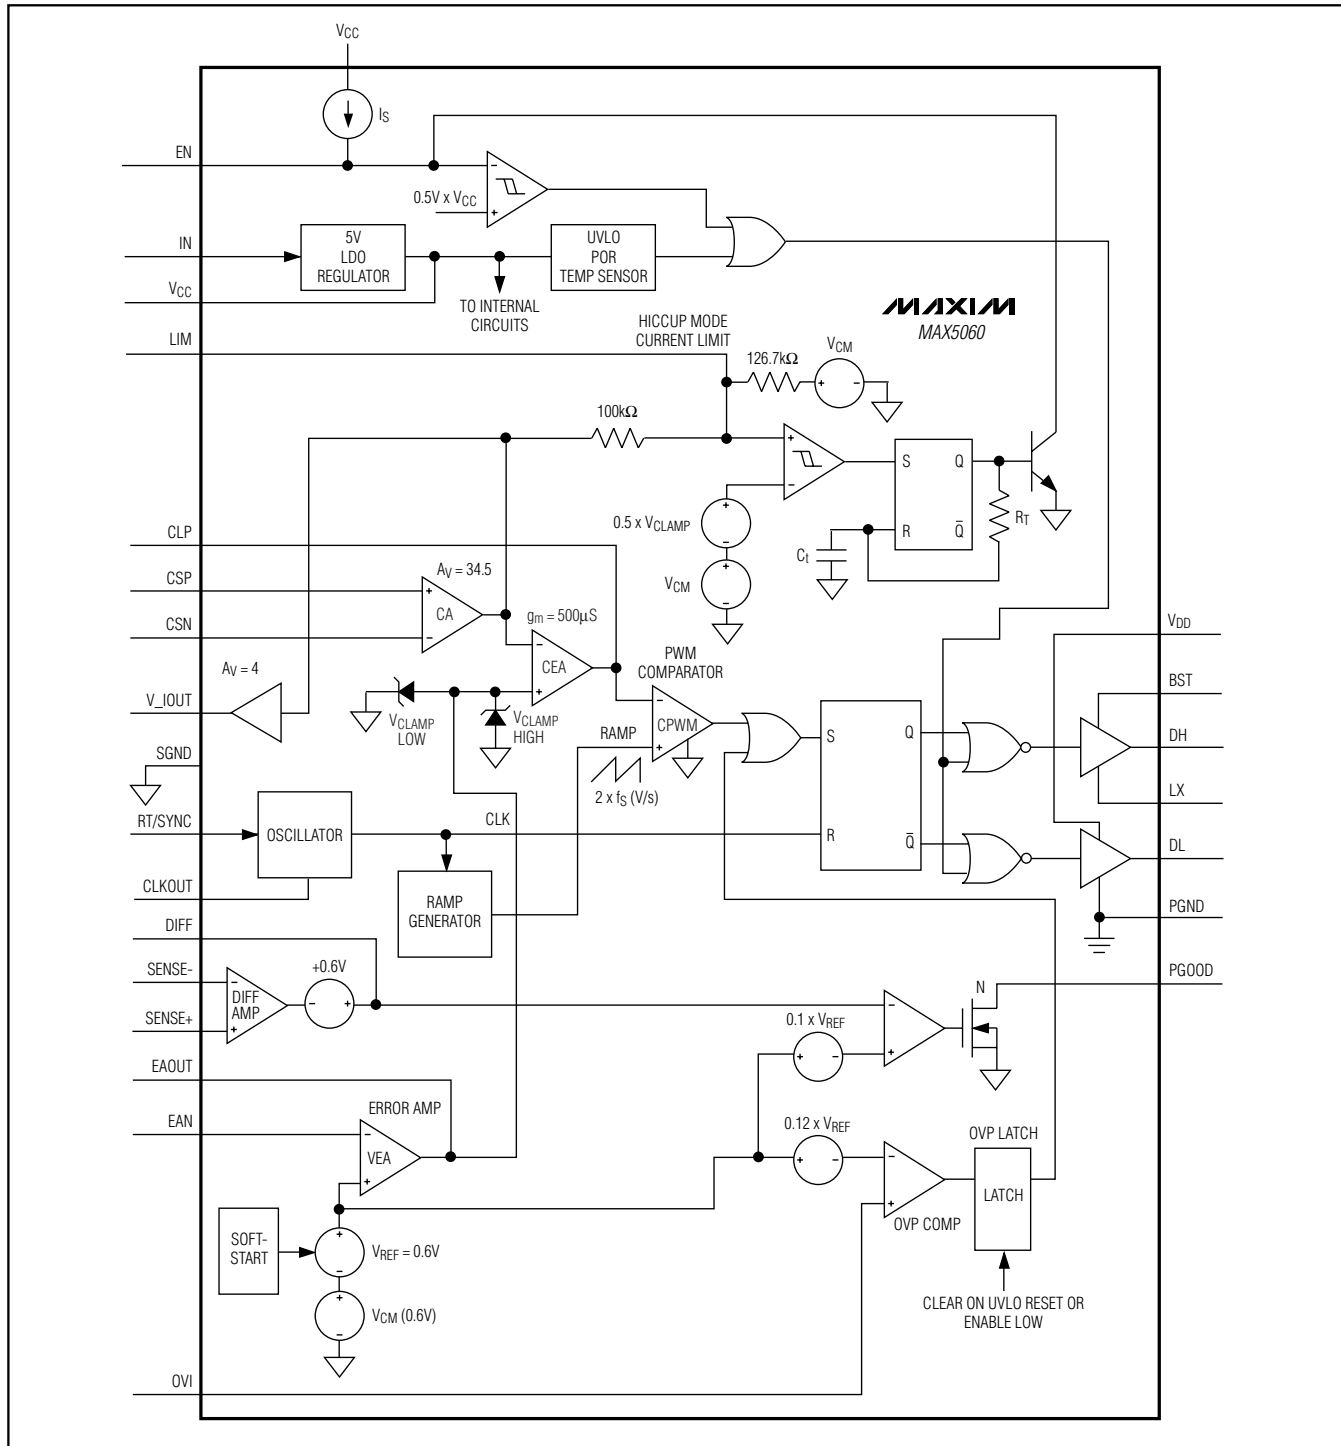 VCC
IS
EN
−
0.5V x VCC
+
IN
5V
LDO
REGULATOR
UVLO
POR
TEMP SENSOR
VCC
TO INTERNAL
CIRCUITS
MAXIM
MAX5060
LIM
HICCUP MODE
CURRENT LIMIT
126.7kΩ
VCM
+ −
100kΩ
+
−
S Q
R Q̅
RT
Ct
+
0.5 x VCLAMP
−
+
VCM
−
CLP
CSP
AV = 34.5
+
CA
−
CSN
gm = 500µS
−
CEA
+
AV = 4
V_IOUT
VCLAMP
LOW
VCLAMP
HIGH
PWM
COMPARATOR
−
CPWM
+
RAMP
2 x fS (V/s)
S Q
R Q̅
VDD
BST
DH
LX
DL
PGND
PGOOD
SGND
RT/SYNC
OSCILLATOR
CLK
CLKOUT
RAMP
GENERATOR
DIFF
SENSE-
−
DIFF
AMP
+
+0.6V
− +
SENSE+
−
+
N
0.1 x VREF
+ −
EAOUT
EAN
ERROR AMP
−
VEA
+
0.12 x VREF
+ −
−
+
OVP COMP
OVP LATCH
LATCH
CLEAR ON UVLO RESET OR
ENABLE LOW
SOFT-
START
+
VREF = 0.6V
−
+
VCM (0.6V)
−
OVI